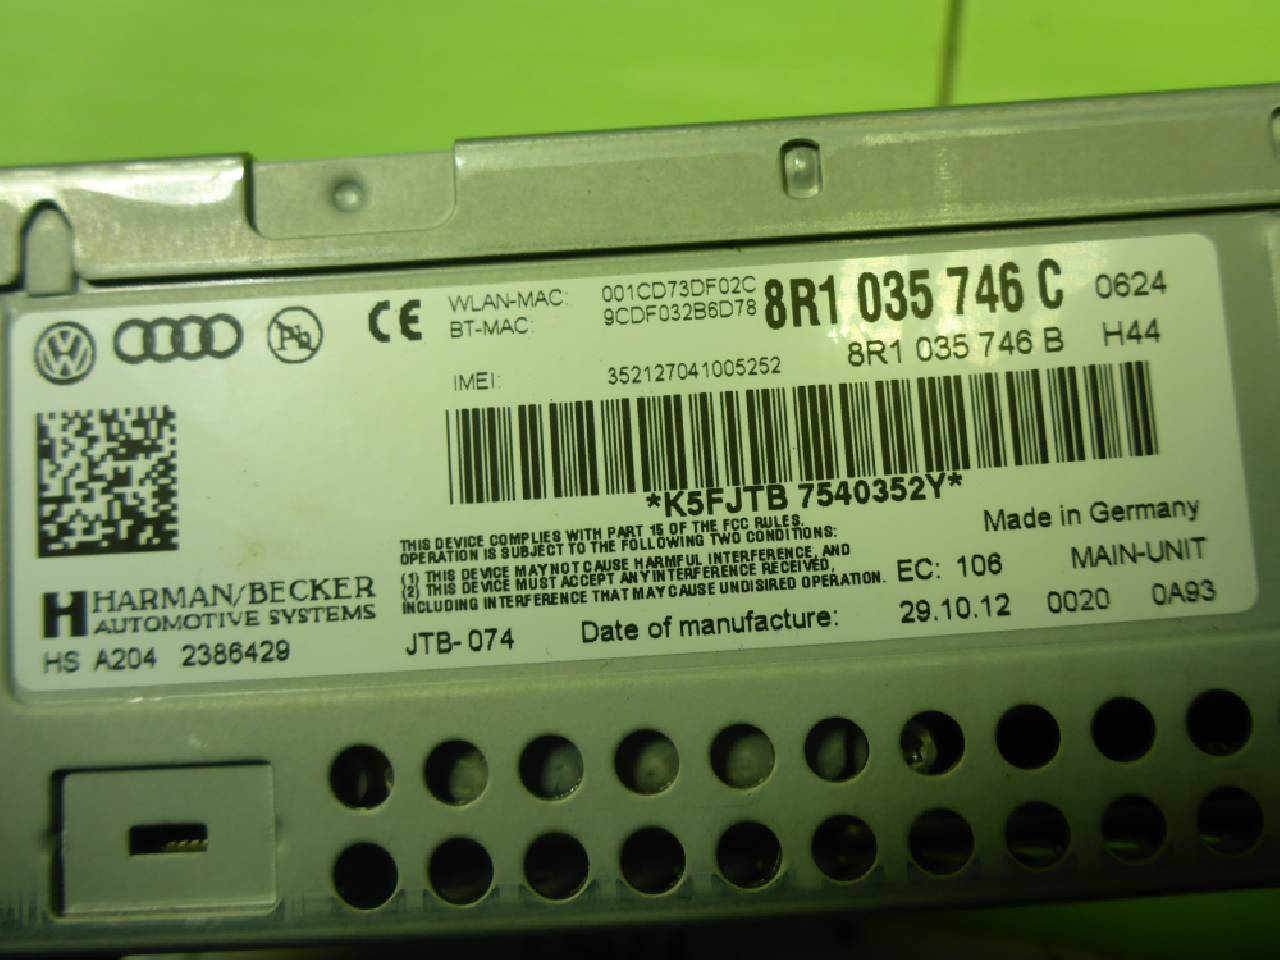 WLAN-MAC: 001CD73DF02C
BT-MAC: 9CDF032B6D78
8R1 035 746 C 0624
8R1 035 746 B H44
IMEI: 352127041005252
*K5FJTB 7540352Y*
THIS DEVICE COMPLIES WITH PART 15 OF THE FCC RULES.
OPERATION IS SUBJECT TO THE FOLLOWING TWO CONDITIONS:
(1) THIS DEVICE MAY NOT CAUSE HARMFUL INTERFERENCE, AND
(2) THIS DEVICE MUST ACCEPT ANY INTERFERENCE RECEIVED,
INCLUDING INTERFERENCE THAT MAY CAUSE UNDISIRED OPERATION.
Made in Germany
EC: 106 MAIN-UNIT
HARMAN/BECKER
AUTOMOTIVE SYSTEMS
HS A204 2386429
JTB-074
Date of manufacture: 29.10.12 0020 0A93
CE
Pb